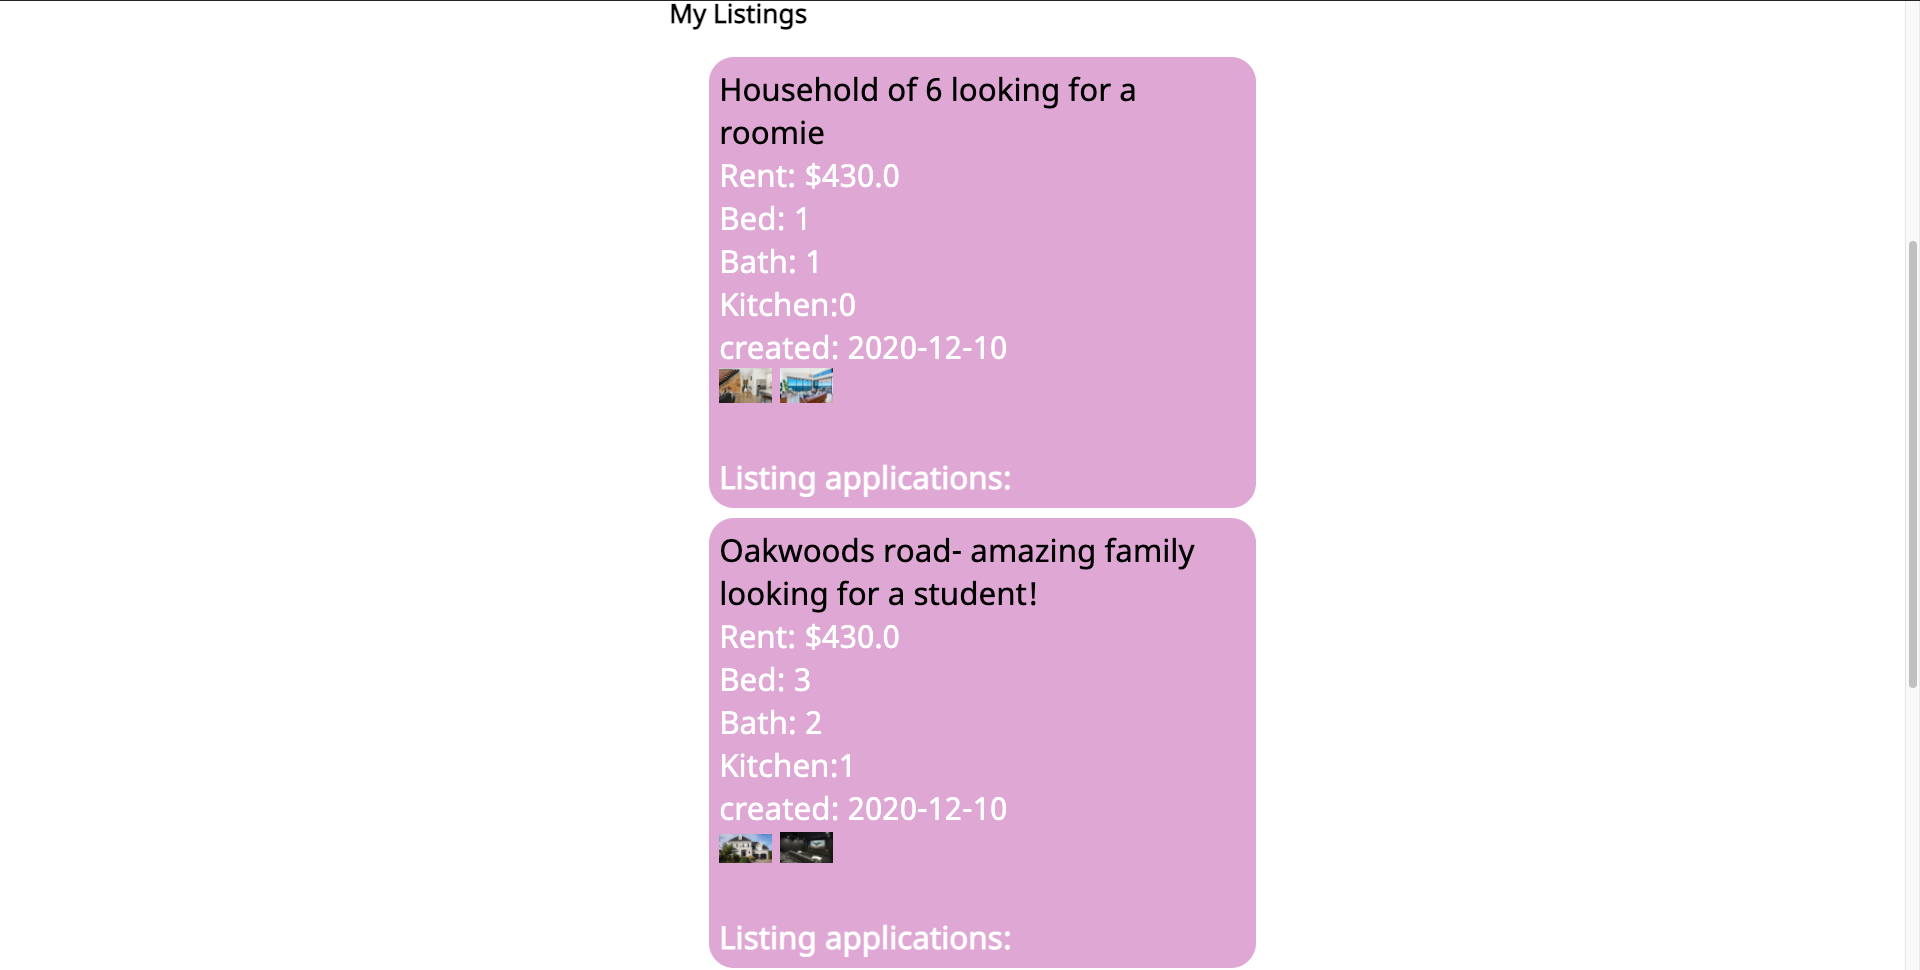 My Listings
Household of 6 looking for a
roomie
Rent: $430.0
Bed: 1
Bath: 1
Kitchen:0
created: 2020-12-10
Listing applications:
Oakwoods road- amazing family
looking for a student!
Rent: $430.0
Bed: 3
Bath: 2
Kitchen:1
created: 2020-12-10
Listing applications: